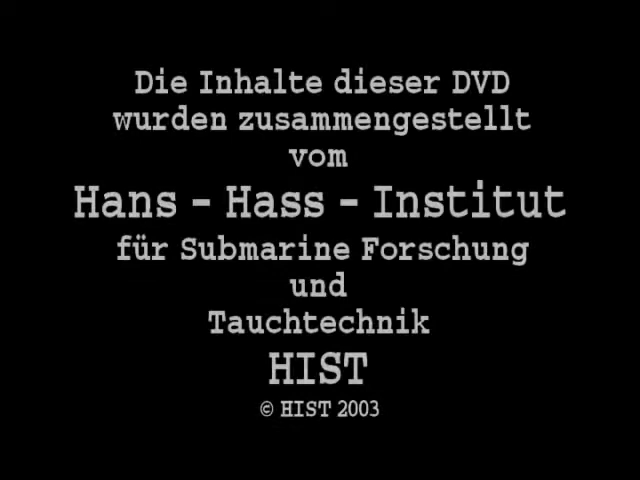 Die Inhalte dieser DVD
wurden zusammengestellt
vom
Hans - Hass - Institut
für Submarine Forschung
und
Tauchtechnik
HIST
© HIST 2003